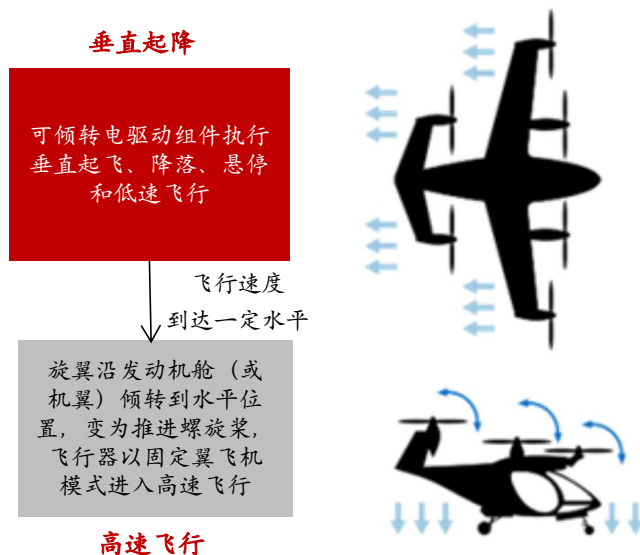 垂直起降
可倾转电驱动组件执行
垂直起飞、降落、悬停
和低速飞行
飞行速度
到达一定水平
旋翼沿发动机舱（或
机翼）倾转到水平位
置，变为推进螺旋桨，
飞行器以固定翼飞机
模式进入高速飞行
高速飞行